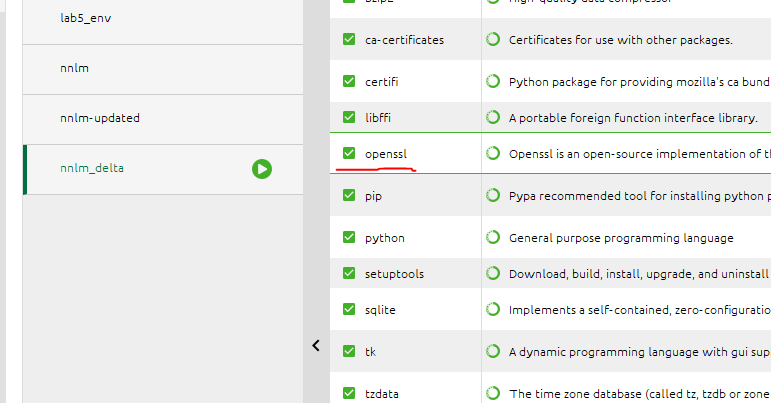 lab5_env
nnlm
nnlm-updated
nnlm_delta
bzip2 High-quality data compressor
ca-certificates Certificates for use with other packages.
certifi Python package for providing mozilla's ca bund
libffi A portable foreign function interface library.
openssl Openssl is an open-source implementation of th
pip Pypa recommended tool for installing python p
python General purpose programming language
setuptools Download, build, install, upgrade, and uninstall
sqlite Implements a self-contained, zero-configuratio
tk A dynamic programming language with gui sup
tzdata The time zone database (called tz, tzdb or zone